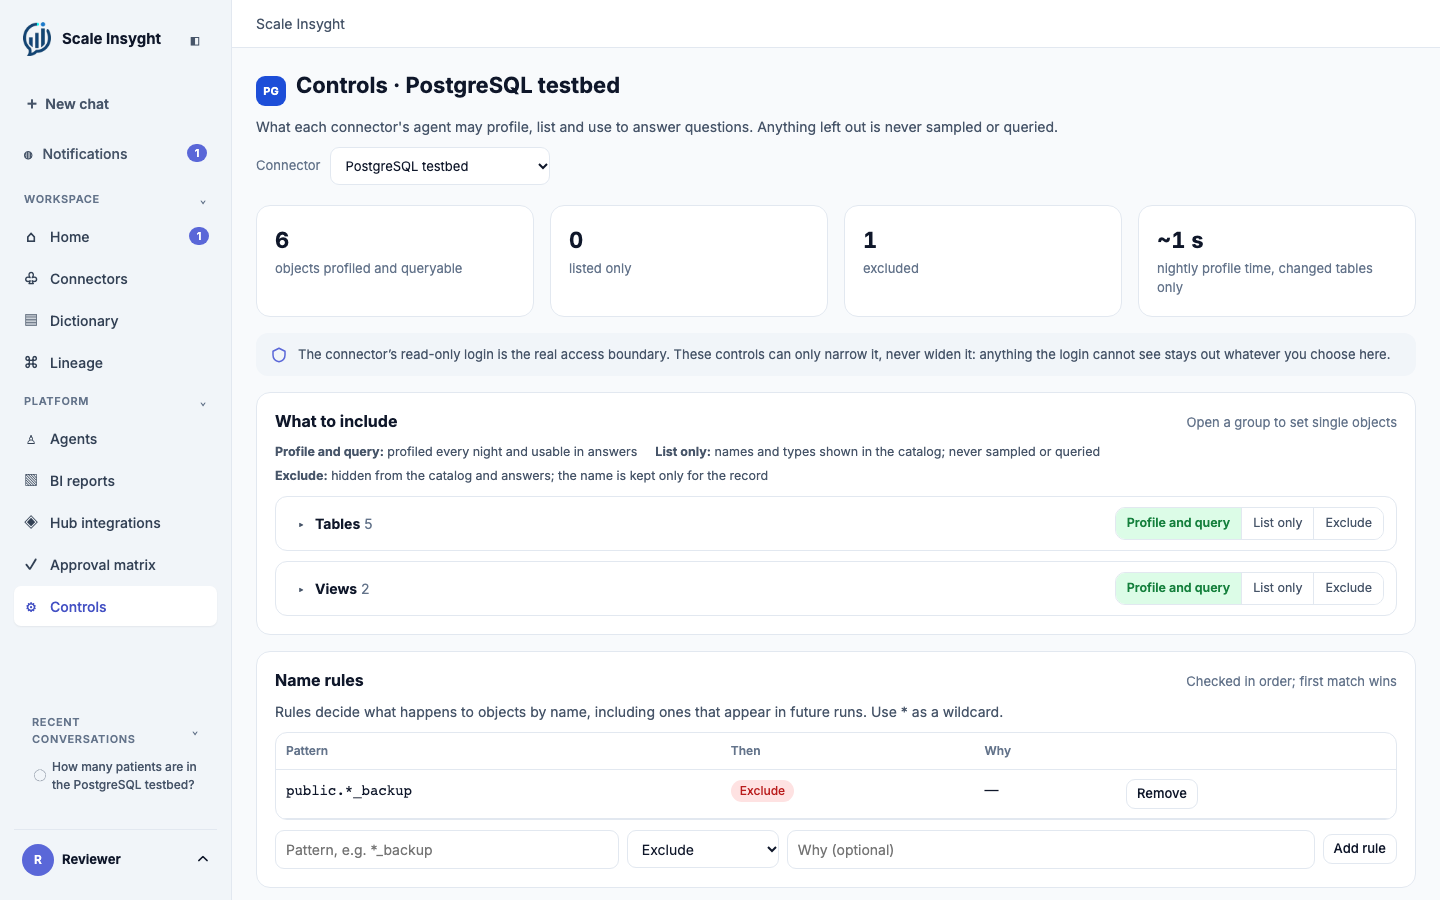 Scale Insyght
Scale Insyght
+ New chat
Notifications 1
WORKSPACE
Home 1
Connectors
Dictionary
Lineage
PLATFORM
Agents
BI reports
Hub integrations
Approval matrix
Controls
RECENT
CONVERSATIONS
How many patients are in
the PostgreSQL testbed?
R Reviewer
PG Controls · PostgreSQL testbed
What each connector's agent may profile, list and use to answer questions. Anything left out is never sampled or queried.
Connector PostgreSQL testbed
6
objects profiled and queryable
0
listed only
1
excluded
~1 s
nightly profile time, changed tables
only
The connector’s read-only login is the real access boundary. These controls can only narrow it, never widen it: anything the login cannot see stays out whatever you choose here.
What to include Open a group to set single objects
Profile and query: profiled every night and usable in answers List only: names and types shown in the catalog; never sampled or queried
Exclude: hidden from the catalog and answers; the name is kept only for the record
Tables 5 Profile and query List only Exclude
Views 2 Profile and query List only Exclude
Name rules Checked in order; first match wins
Rules decide what happens to objects by name, including ones that appear in future runs. Use * as a wildcard.
Pattern Then Why
public.*_backup Exclude — Remove
Pattern, e.g. *_backup Exclude Why (optional) Add rule